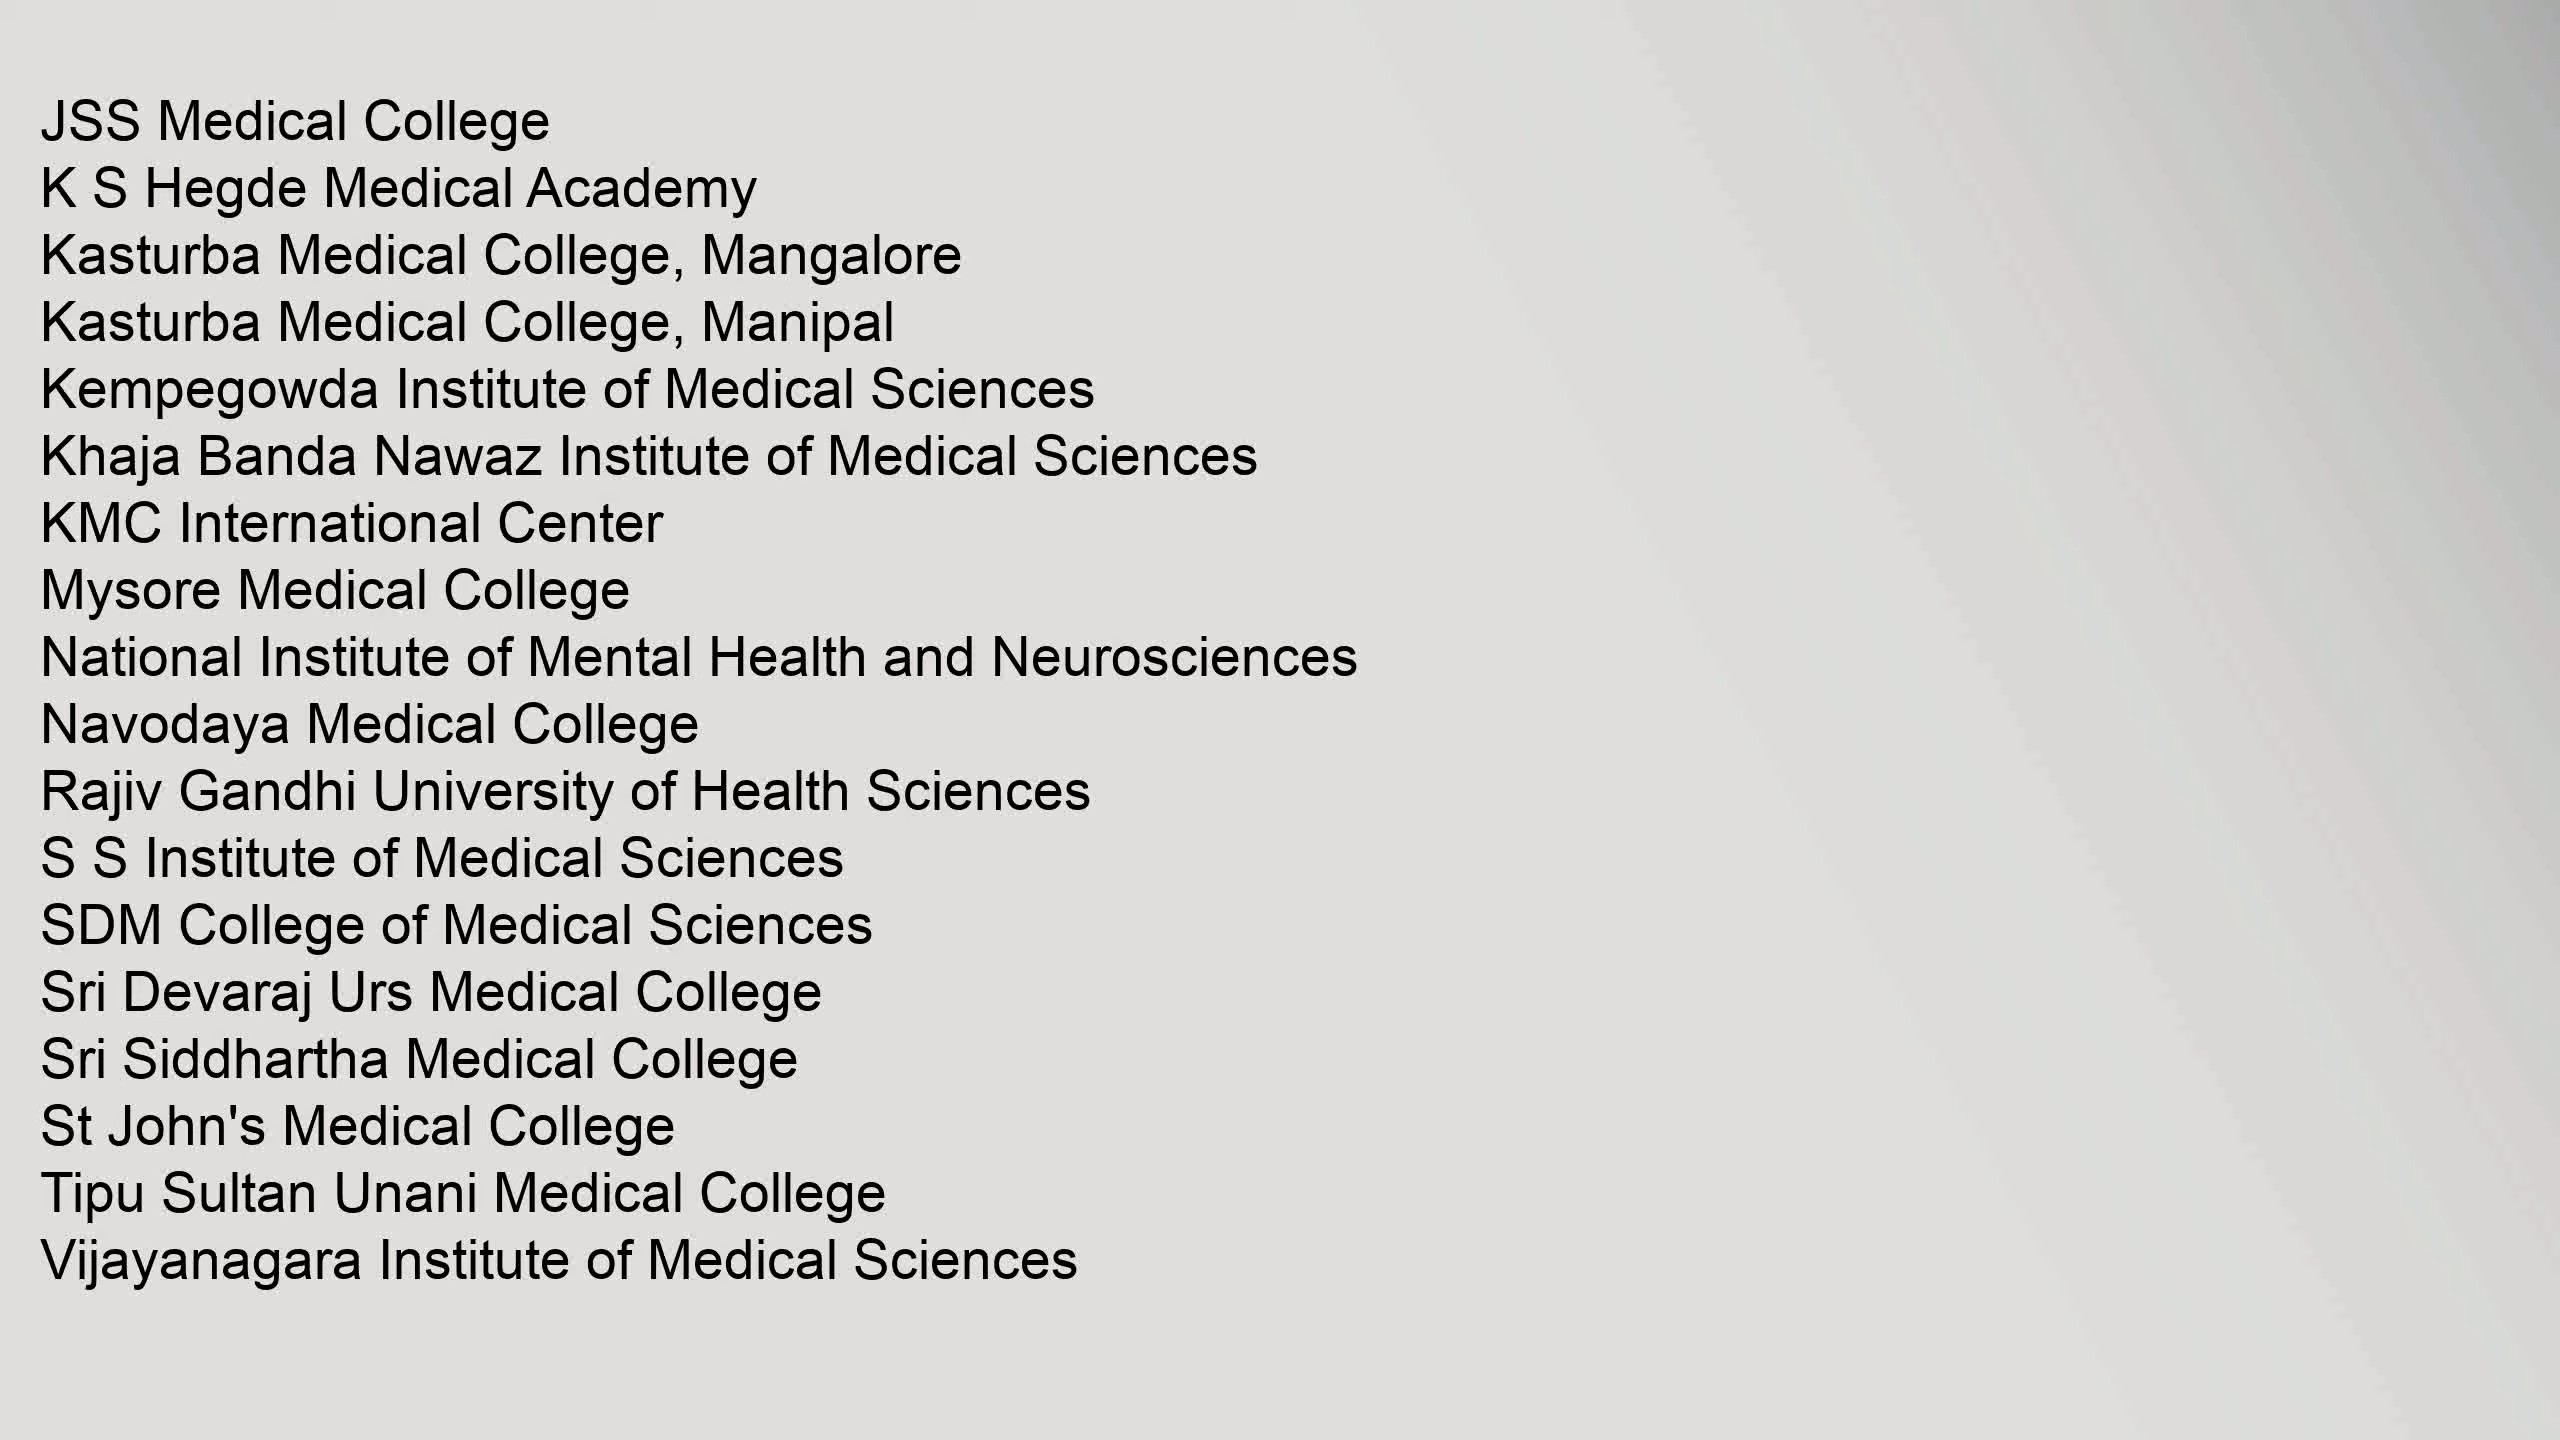 JSS Medical College
K S Hegde Medical Academy
Kasturba Medical College, Mangalore
Kasturba Medical College, Manipal
Kempegowda Institute of Medical Sciences
Khaja Banda Nawaz Institute of Medical Sciences
KMC International Center
Mysore Medical College
National Institute of Mental Health and Neurosciences
Navodaya Medical College
Rajiv Gandhi University of Health Sciences
S S Institute of Medical Sciences
SDM College of Medical Sciences
Sri Devaraj Urs Medical College
Sri Siddhartha Medical College
St John's Medical College
Tipu Sultan Unani Medical College
Vijayanagara Institute of Medical Sciences